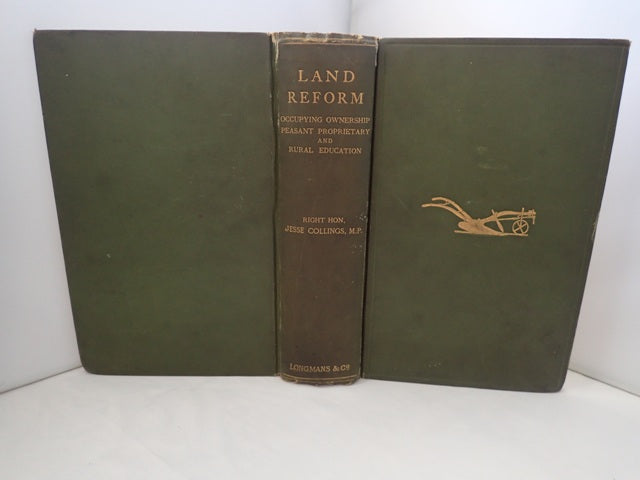 LAND
REFORM
OCCUPYING OWNERSHIP
PEASANT PROPRIETARY
AND
RURAL EDUCATION
RIGHT HON.
JESSE COLLINGS, M.P.
LONGMANS & Co